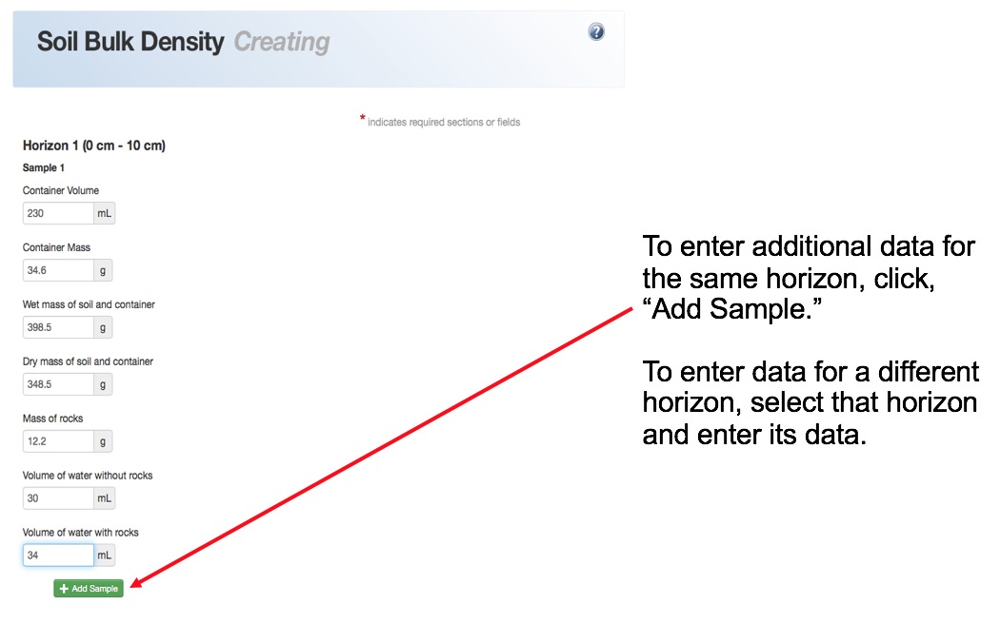 Soil Bulk Density Creating
?
* indicates required sections or fields
Horizon 1 (0 cm - 10 cm)
Sample 1
Container Volume
230 mL
Container Mass
34.6 g
Wet mass of soil and container
398.5 g
Dry mass of soil and container
348.5 g
Mass of rocks
12.2 g
Volume of water without rocks
30 mL
Volume of water with rocks
34 mL
+ Add Sample
To enter additional data for
the same horizon, click,
“Add Sample.”
To enter data for a different
horizon, select that horizon
and enter its data.